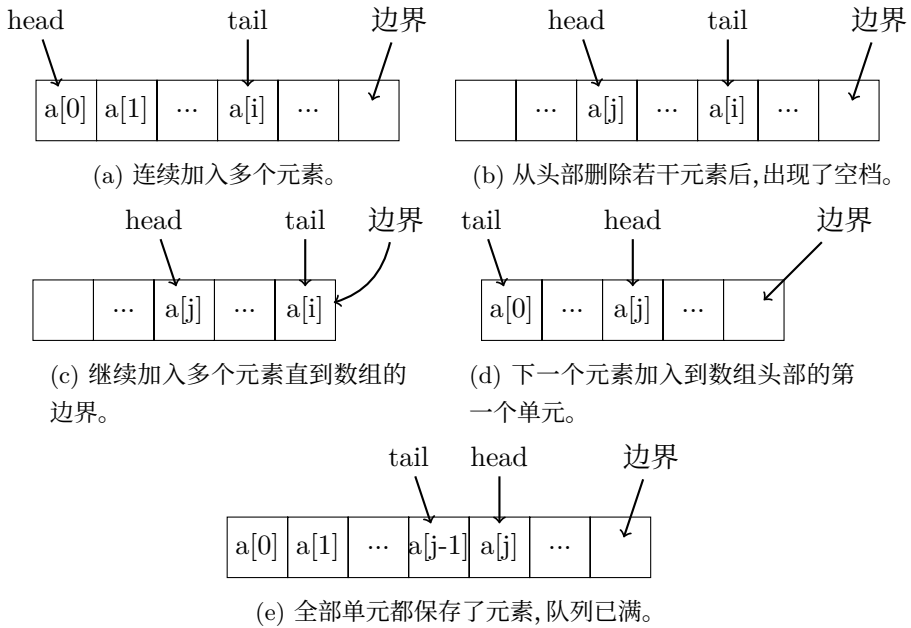 head tail 边界
a[0] a[1] ... a[i] ...
(a) 连续加入多个元素。
head tail 边界
... a[j] ... a[i] ...
(b) 从头部删除若干元素后,出现了空档。
head tail 边界
... a[j] ... a[i]
(c) 继续加入多个元素直到数组的
边界。
tail head 边界
a[0] ... a[j] ...
(d) 下一个元素加入到数组头部的第
一个单元。
tail head 边界
a[0] a[1] ... a[j-1] a[j] ...
(e) 全部单元都保存了元素,队列已满。